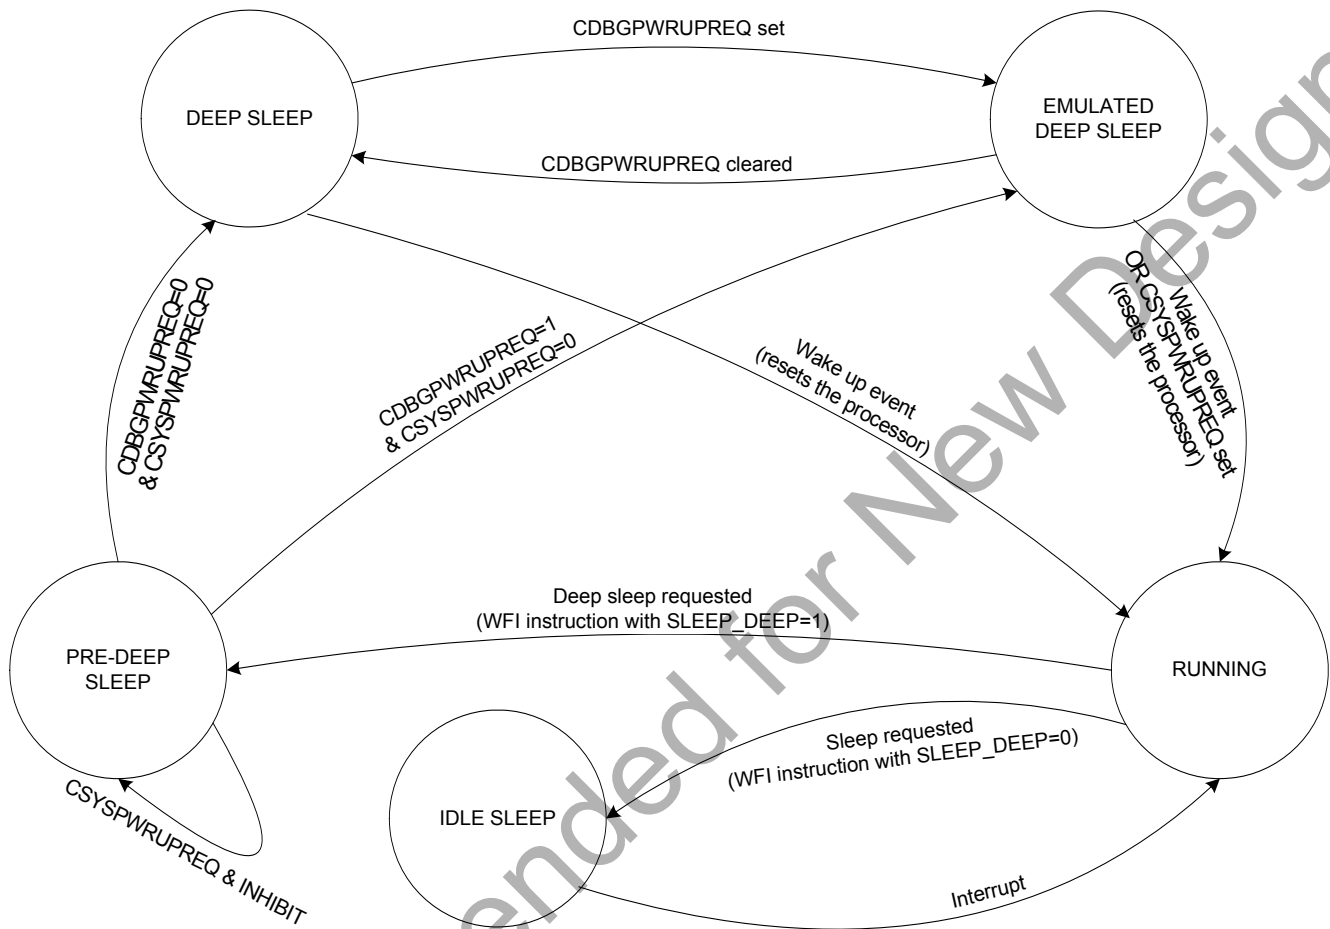 CDBGPWRUPREQ set
DEEP SLEEP
EMULATED
DEEP SLEEP
CDBGPWRUPREQ cleared
CDBGPWRUPREQ=0
& CSYSPWRUPREQ=0
CDBGPWRUPREQ=1
& CSYSPWRUPREQ=0
Wake up event
(resets the processor)
Wake up event
OR CSYSPWRUPREQ set
(resets the processor)
Deep sleep requested
(WFI instruction with SLEEP_DEEP=1)
PRE-DEEP
SLEEP
RUNNING
Sleep requested
(WFI instruction with SLEEP_DEEP=0)
IDLE SLEEP
CSYSPWRUPREQ & INHIBIT
Interrupt
for New